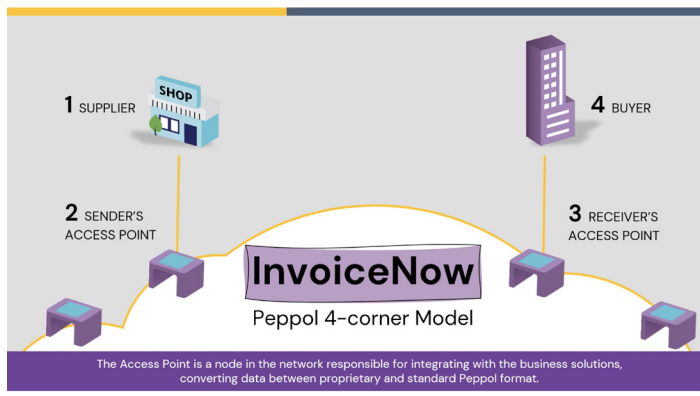 SHOP
1 SUPPLIER
4 BUYER
2 SENDER'S
ACCESS POINT
3 RECEIVER'S
ACCESS POINT
InvoiceNow
Peppol 4-corner Model
The Access Point is a node in the network responsible for integrating with the business solutions,
converting data between proprietary and standard Peppol format.